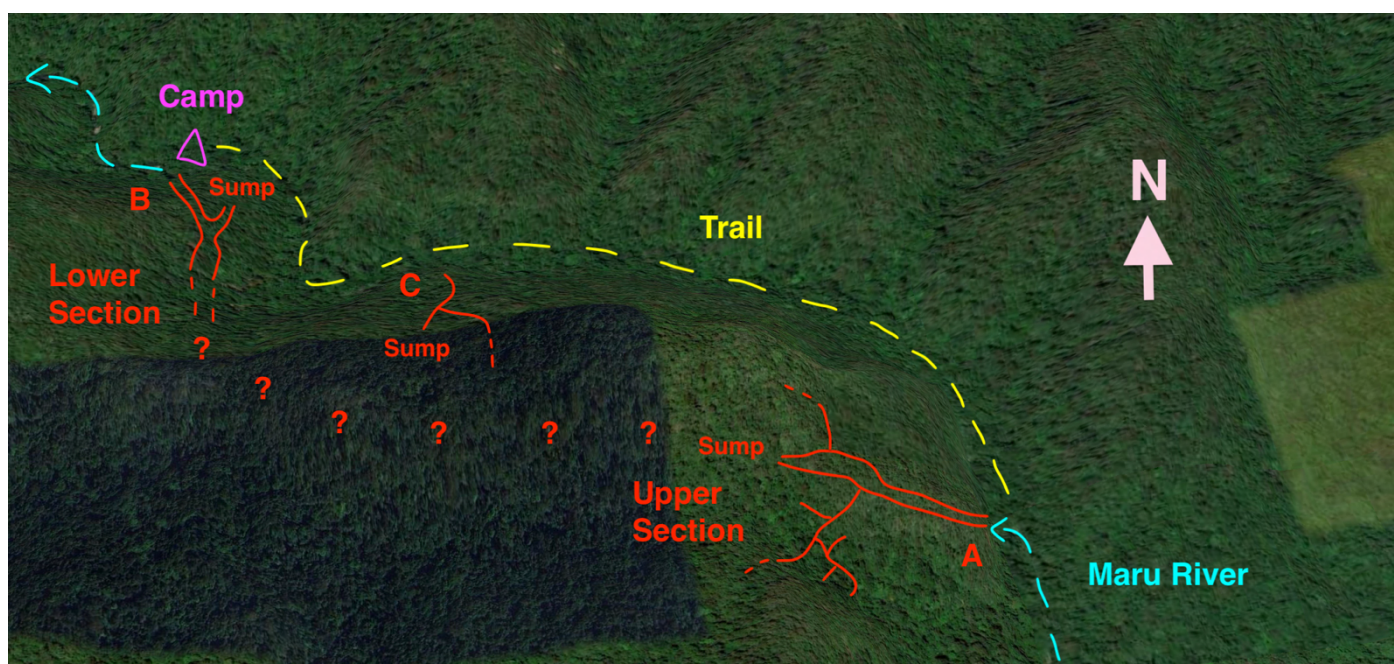 Camp
N
B
Sump
Trail
Lower
Section
C
Sump
?
?
?
?
?
?
Sump
Upper
Section
A
Maru River